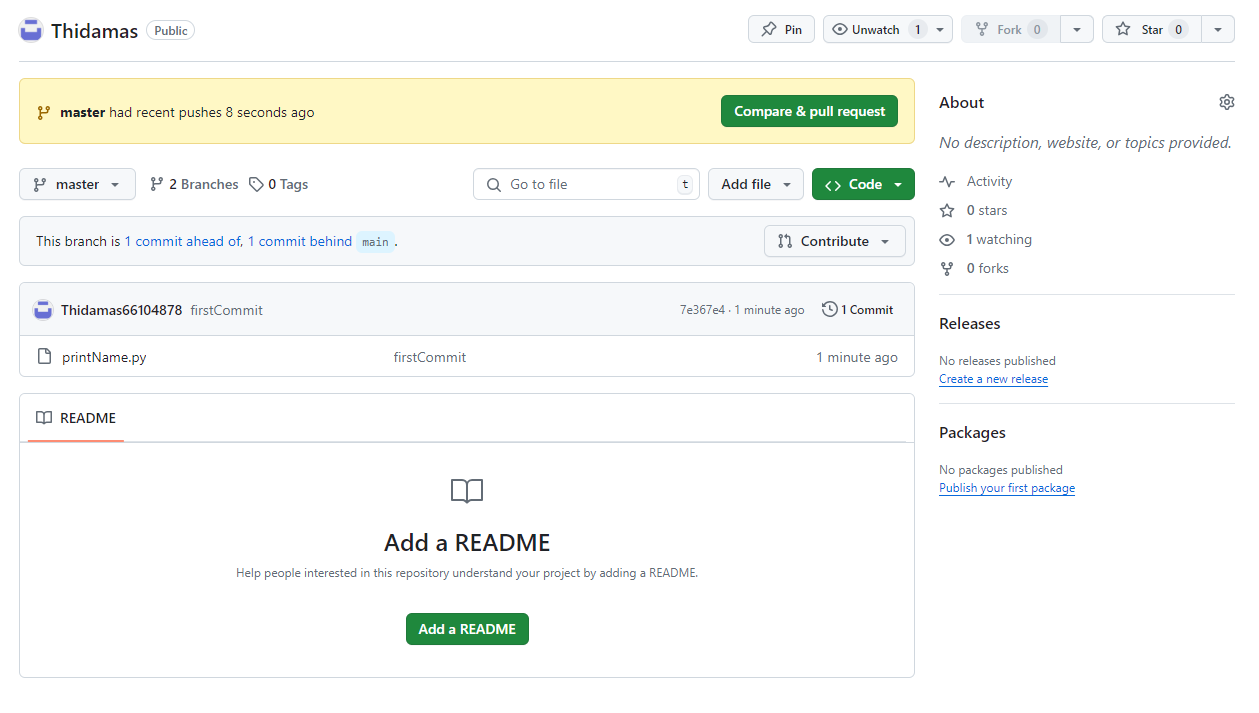 Thidamas Public Pin Unwatch 1 Fork 0 Star 0
master had recent pushes 8 seconds ago Compare & pull request
master 2 Branches 0 Tags Go to file t Add file Code
This branch is 1 commit ahead of, 1 commit behind main . Contribute
Thidamas66104878 firstCommit 7e367e4 · 1 minute ago 1 Commit
printName.py firstCommit 1 minute ago
README
Add a README
Help people interested in this repository understand your project by adding a README.
Add a README
About
No description, website, or topics provided.
Activity
0 stars
1 watching
0 forks
Releases
No releases published
Create a new release
Packages
No packages published
Publish your first package